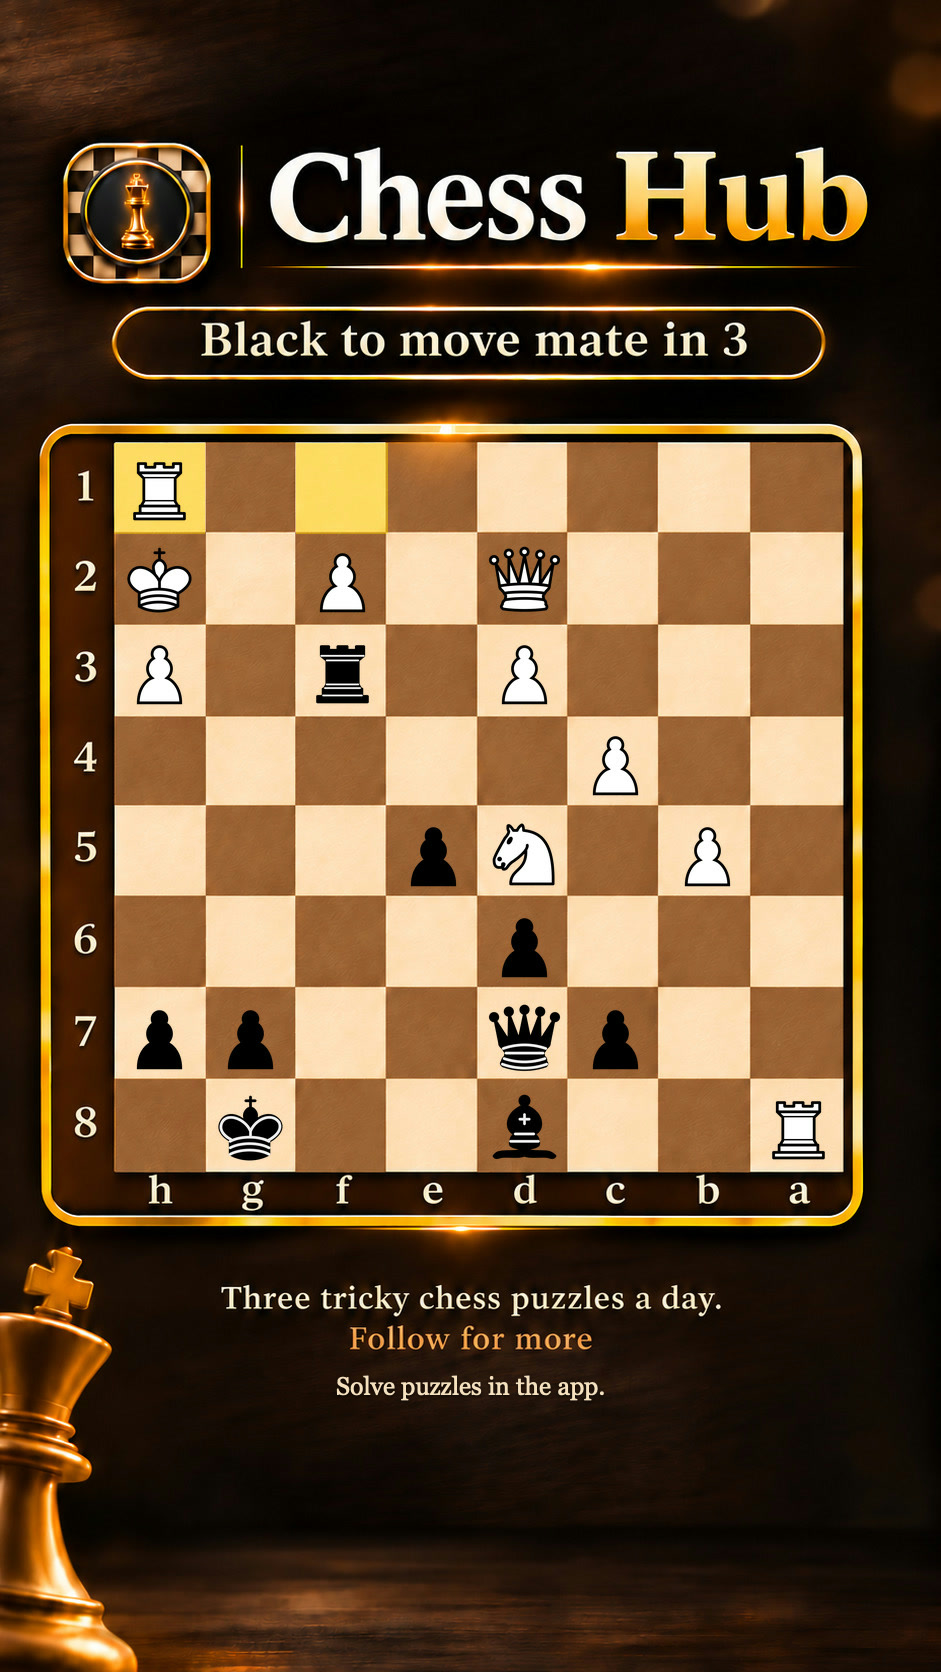 Chess Hub
Black to move mate in 3
1
2
3
4
5
6
7
8
h g f e d c b a
Three tricky chess puzzles a day.
Follow for more
Solve puzzles in the app.